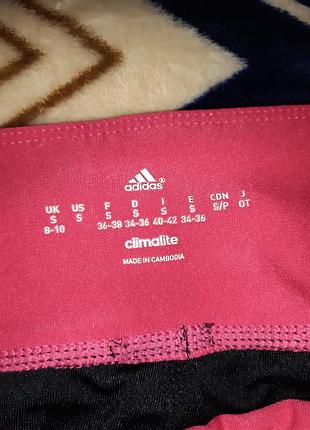 adidas
UK US F D I E CDN J
S S S S S S S/P OT
8-10 36-38 34-36 40-42 34-36
climalite
MADE IN CAMBODIA